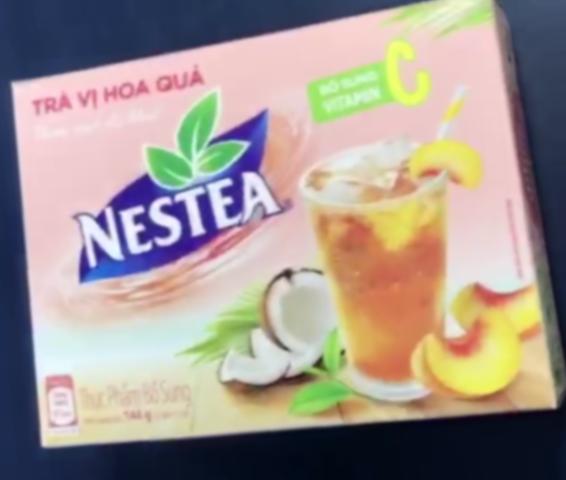 TRÀ VỊ HOA QUẢ
BỔ SUNG
VITAMIN C
NESTEA
Thực Phẩm Bổ Sung
144 g